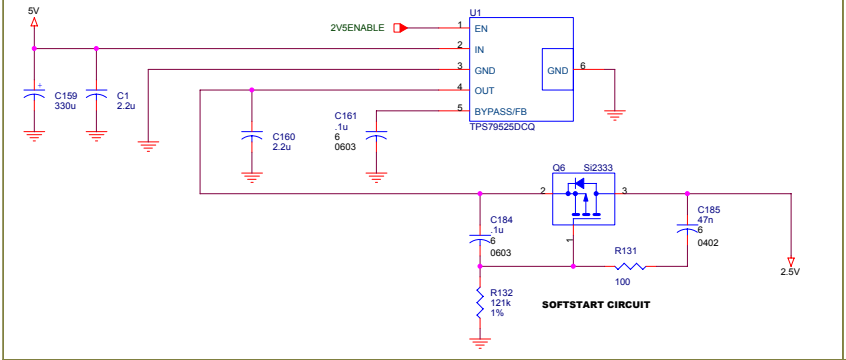 5V
U1
2V5ENABLE
1 EN
2 IN
3 GND
GND 6
4 OUT
5 BYPASS/FB
TPS79525DCQ
C159
330u
+
C1
2.2u
C160
2.2u
C161
.1u
6
0603
Q6 Si2333
2
3
1
C184
.1u
6
0603
C185
47n
6
0402
R131
100
2.5V
R132
121k
1%
SOFTSTART CIRCUIT